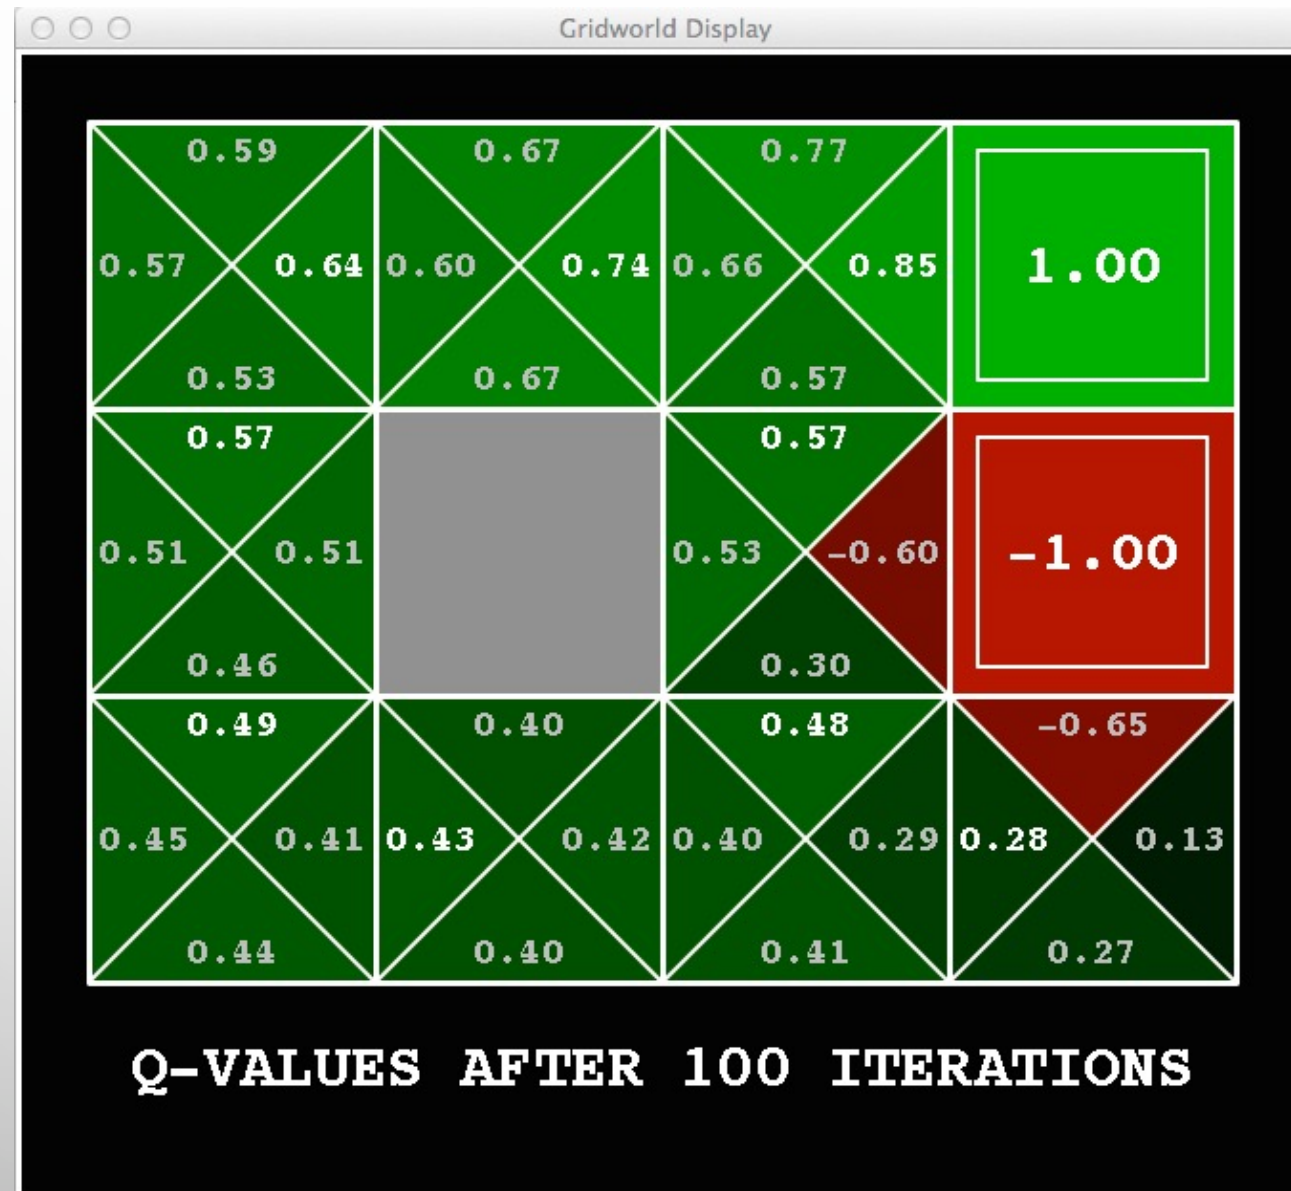 Gridworld Display
0.59 0.67 0.77
0.57 0.64 0.60 0.74 0.66 0.85 1.00
0.53 0.67 0.57
0.57 0.57
0.51 0.51 0.53 -0.60 -1.00
0.46 0.30
0.49 0.40 0.48 -0.65
0.45 0.41 0.43 0.42 0.40 0.29 0.28 0.13
0.44 0.40 0.41 0.27
Q-VALUES AFTER 100 ITERATIONS